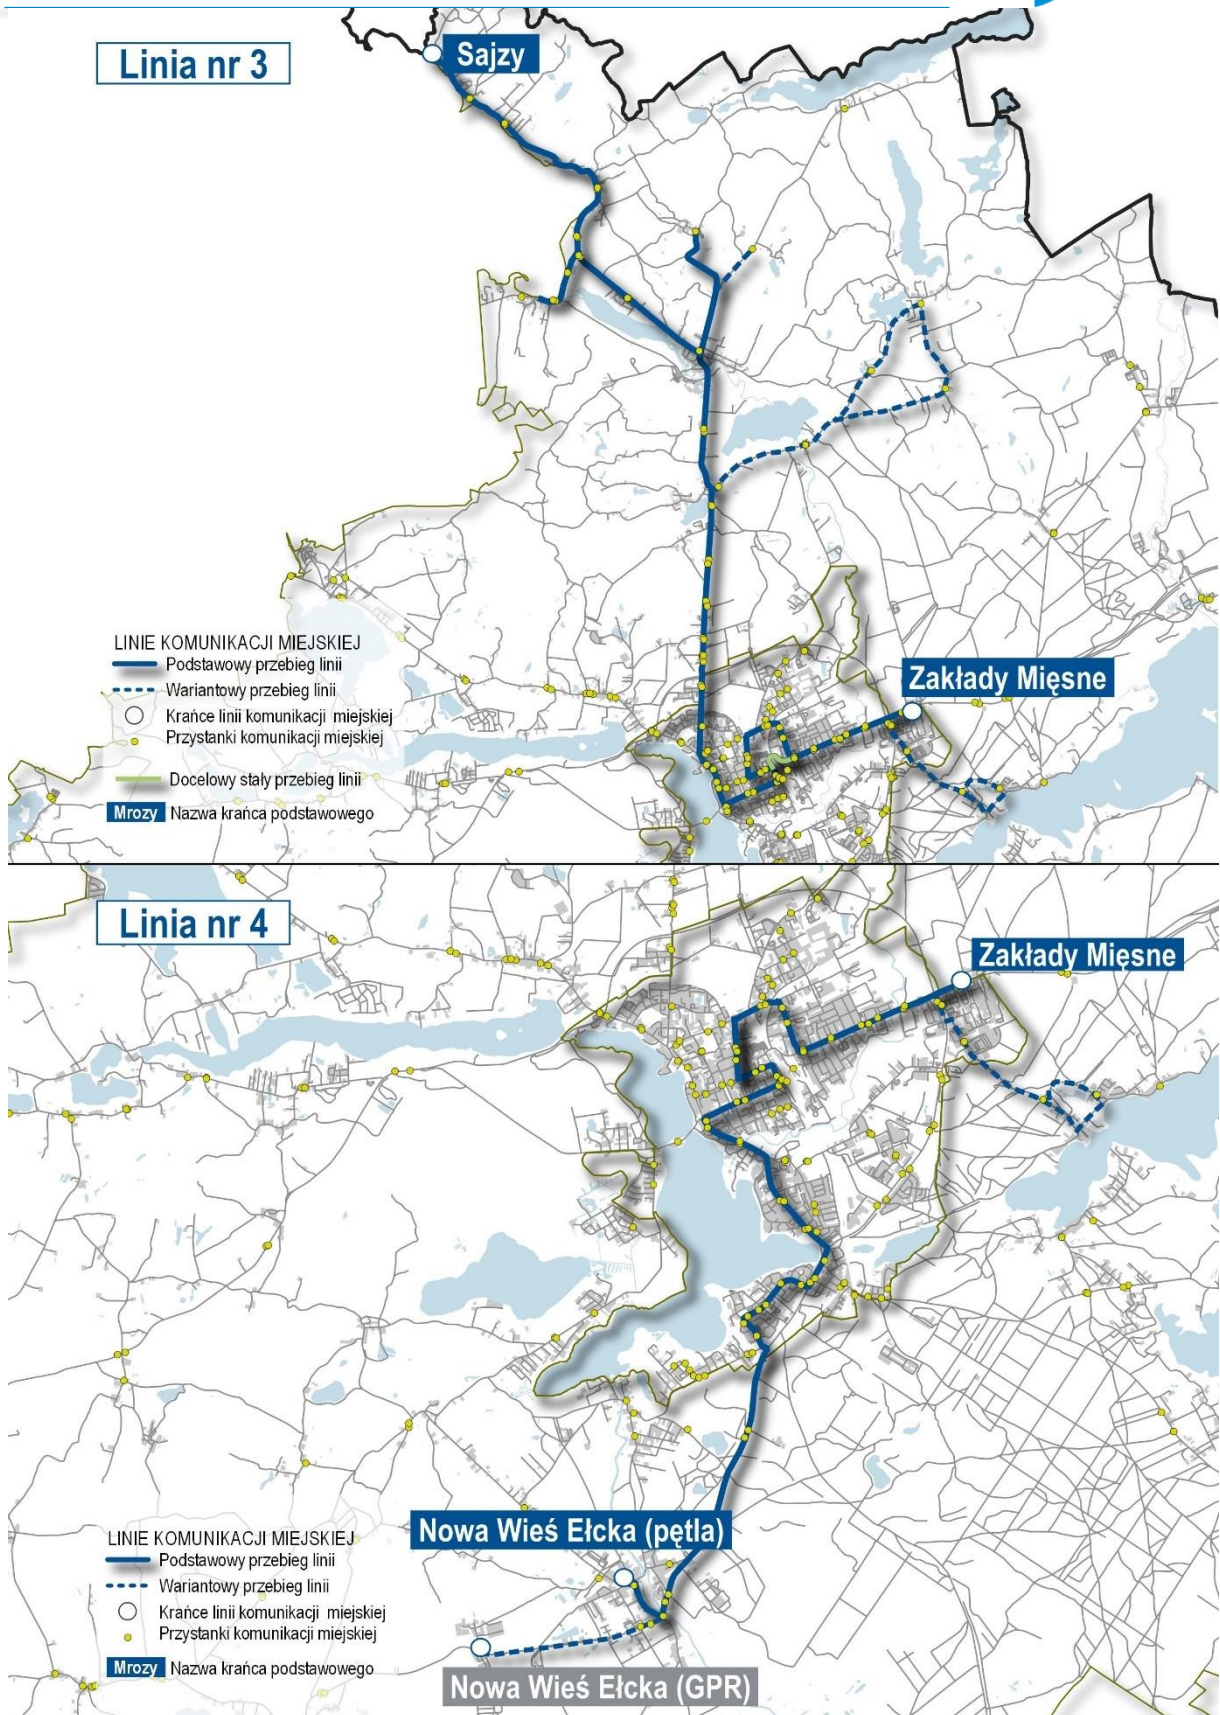 Linia nr 3
Sajzy
LINIE KOMUNIKACJI MIEJSKIEJ
Podstawowy przebieg linii
Wariantowy przebieg linii
Krańce linii komunikacji miejskiej
Przystanki komunikacji miejskiej
Docelowy stały przebieg linii
Mrozy Nazwa krańca podstawowego
Zakłady Mięsne
Linia nr 4
Zakłady Mięsne
Nowa Wieś Ełcka (pętla)
LINIE KOMUNIKACJI MIEJSKIEJ
Podstawowy przebieg linii
Wariantowy przebieg linii
Krańce linii komunikacji miejskiej
Przystanki komunikacji miejskiej
Mrozy Nazwa krańca podstawowego
Nowa Wieś Ełcka (GPR)